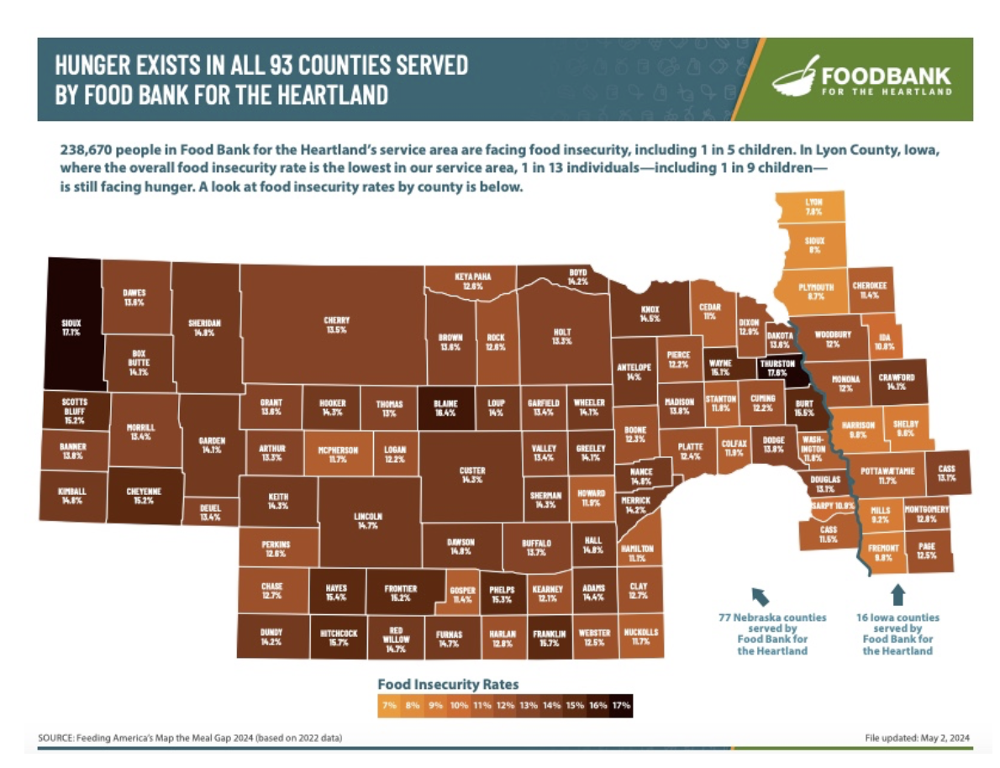 HUNGER EXISTS IN ALL 93 COUNTIES SERVED
BY FOOD BANK FOR THE HEARTLAND
FOODBANK
FOR THE HEARTLAND
238,670 people in Food Bank for the Heartland's service area are facing food insecurity, including 1 in 5 children. In Lyon County, Iowa,
where the overall food insecurity rate is the lowest in our service area, 1 in 13 individuals—including 1 in 9 children—
is still facing hunger. A look at food insecurity rates by county is below.
LYON
7.8%
SIOUX
8%
PLYMOUTH
8.7%
CHEROKEE
11.4%
SIOUX
17.1%
DAWES
13.6%
SHERIDAN
14.8%
BOX
BUTTE
14.1%
CHERRY
13.5%
KEYA PAHA
12.6%
BOYD
14.2%
BROWN
13.6%
ROCK
12.6%
HOLT
13.3%
KNOX
14.5%
CEDAR
11%
DIXON
12.9%
DAKOTA
13.6%
WOODBURY
12%
IDA
10.8%
ANTELOPE
14%
PIERCE
12.2%
WAYNE
15.1%
THURSTON
17.6%
MONONA
12%
CRAWFORD
14.1%
SCOTTS
BLUFF
15.2%
MORRILL
13.4%
GARDEN
14.1%
GRANT
13.6%
HOOKER
14.3%
THOMAS
13%
BLAINE
16.4%
LOUP
14%
GARFIELD
13.4%
WHEELER
14.1%
MADISON
13.8%
STANTON
11.9%
CUMING
12.2%
BURT
15.5%
HARRISON
9.8%
SHELBY
9.6%
BANNER
13.8%
ARTHUR
13.3%
MCPHERSON
11.7%
LOGAN
12.2%
CUSTER
14.3%
VALLEY
13.4%
GREELEY
14.1%
BOONE
12.3%
PLATTE
12.4%
COLFAX
11.9%
DODGE
13.8%
WASH-
INGTON
11.8%
POTTAWATTAMIE
11.7%
CASS
13.1%
KIMBALL
14.8%
CHEYENNE
15.2%
DEUEL
13.4%
KEITH
14.3%
LINCOLN
14.7%
SHERMAN
14.3%
HOWARD
11.9%
NANCE
14.8%
MERRICK
14.2%
DOUGLAS
13.1%
SARPY 10.9%
CASS
11.5%
MILLS
9.2%
MONTGOMERY
12.8%
PERKINS
12.6%
DAWSON
14.8%
BUFFALO
13.7%
HALL
14.8%
HAMILTON
11.1%
FREMONT
9.8%
PAGE
12.5%
CHASE
12.7%
HAYES
15.4%
FRONTIER
15.2%
GOSPER
11.4%
PHELPS
15.3%
KEARNEY
12.1%
ADAMS
14.4%
CLAY
12.7%
DUNDY
14.2%
HITCHCOCK
15.7%
RED
WILLOW
14.7%
FURNAS
14.7%
HARLAN
12.8%
FRANKLIN
15.7%
WEBSTER
12.5%
NUCKOLLS
11.7%
77 Nebraska counties
served by
Food Bank for
the Heartland
16 Iowa counties
served by
Food Bank for
the Heartland
Food Insecurity Rates
7% 8% 9% 10% 11% 12% 13% 14% 15% 16% 17%
SOURCE: Feeding America's Map the Meal Gap 2024 (based on 2022 data)
File updated: May 2, 2024